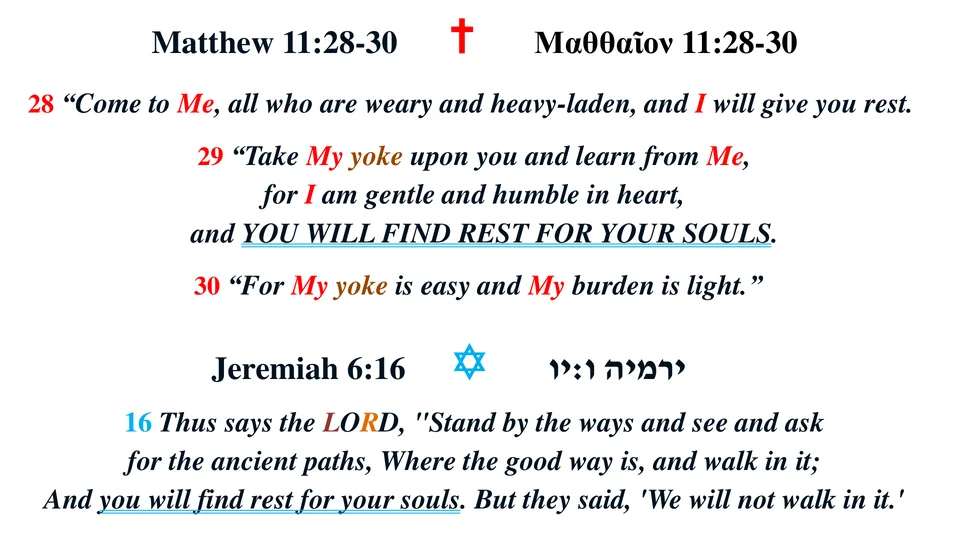 Matthew 11:28-30 ✝ Μαθθαῖον 11:28-30
28 “Come to Me, all who are weary and heavy-laden, and I will give you rest.
29 “Take My yoke upon you and learn from Me,
for I am gentle and humble in heart,
and YOU WILL FIND REST FOR YOUR SOULS.
30 “For My yoke is easy and My burden is light.”
Jeremiah 6:16 ✡ ירמיה ו:יו
16 Thus says the LORD, "Stand by the ways and see and ask
for the ancient paths, Where the good way is, and walk in it;
And you will find rest for your souls. But they said, 'We will not walk in it.'